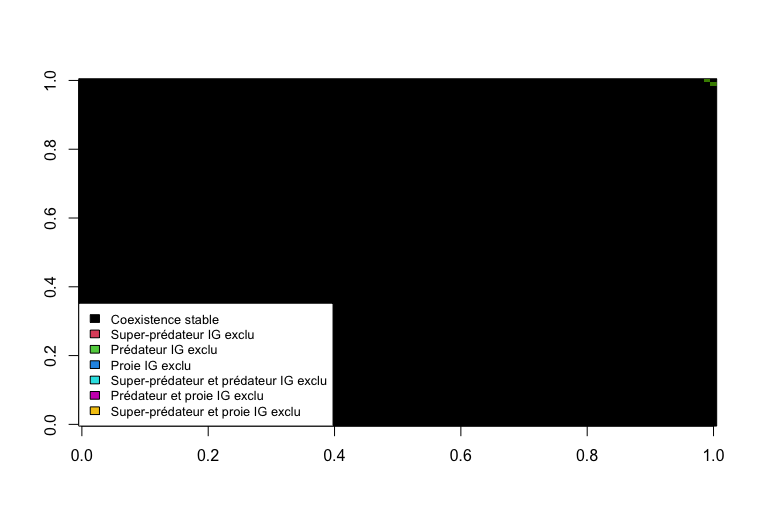 1.0
0.8
0.6
0.4
0.2
0.0
Coexistence stable
Super-prédateur IG exclu
Prédateur IG exclu
Proie IG exclu
Super-prédateur et prédateur IG exclu
Prédateur et proie IG exclu
Super-prédateur et proie IG exclu
0.0 0.2 0.4 0.6 0.8 1.0